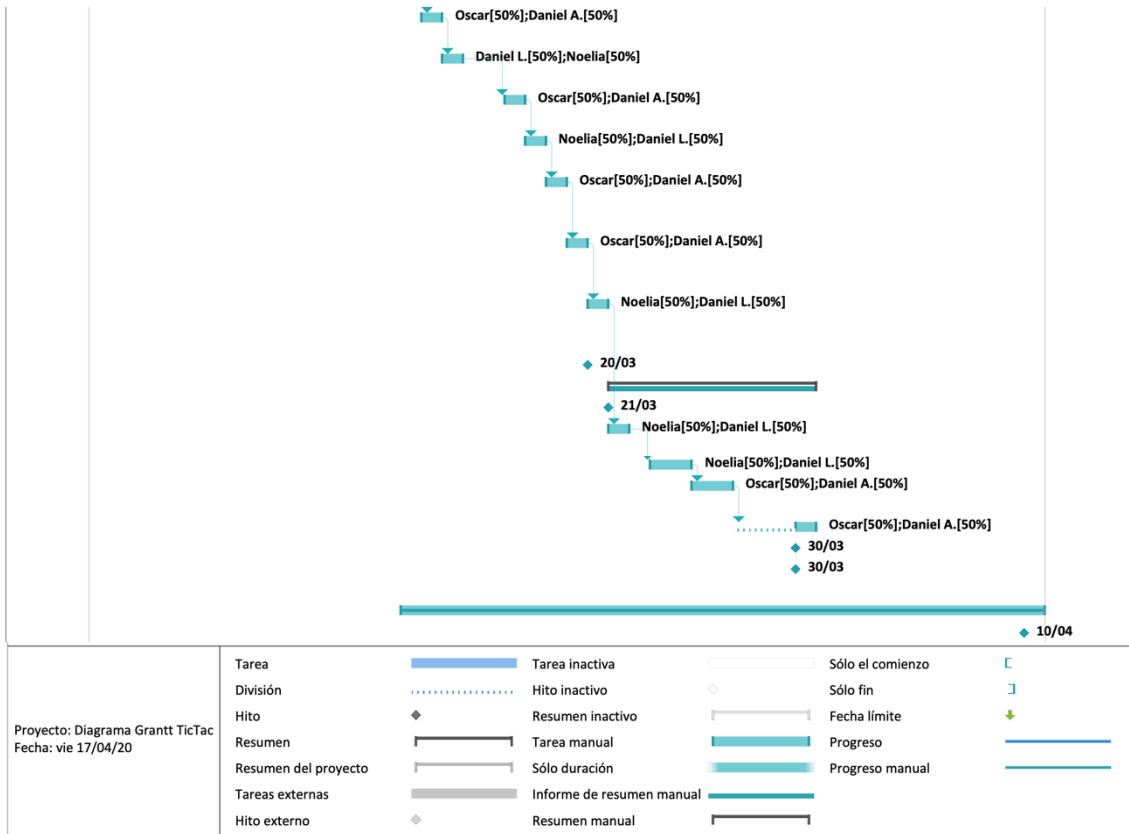 Oscar[50%];Daniel A.[50%]
Daniel L.[50%];Noelia[50%]
Oscar[50%];Daniel A.[50%]
Noelia[50%];Daniel L.[50%]
Oscar[50%];Daniel A.[50%]
Oscar[50%];Daniel A.[50%]
Noelia[50%];Daniel L.[50%]
20/03
21/03
Noelia[50%];Daniel L.[50%]
Noelia[50%];Daniel L.[50%]
Oscar[50%];Daniel A.[50%]
Oscar[50%];Daniel A.[50%]
30/03
30/03
10/04
Proyecto: Diagrama Grantt TicTac
Fecha: vie 17/04/20
Tarea
División
Hito
Resumen
Resumen del proyecto
Tareas externas
Hito externo
Tarea inactiva
Hito inactivo
Resumen inactivo
Tarea manual
Sólo duración
Informe de resumen manual
Resumen manual
Sólo el comienzo
Sólo fin
Fecha límite
Progreso
Progreso manual